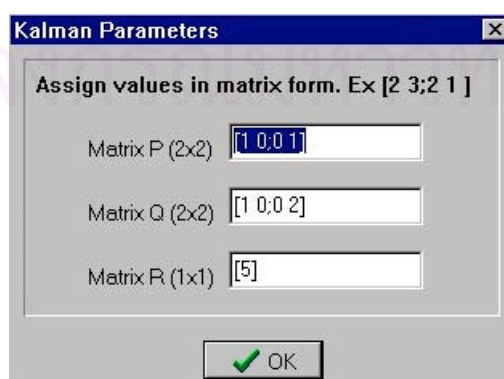 Kalman Parameters
Assign values in matrix form. Ex [2 3;2 1 ]
Matrix P (2x2) [1 0;0 1]
Matrix Q (2x2) [1 0;0 2]
Matrix R (1x1) [5]
OK